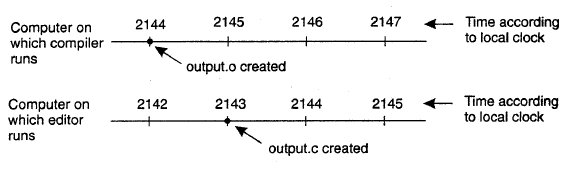 Computer on
which compiler
runs
2144 2145 2146 2147
Time according
to local clock
output.o created
Computer on
which editor
runs
2142 2143 2144 2145
Time according
to local clock
output.c created